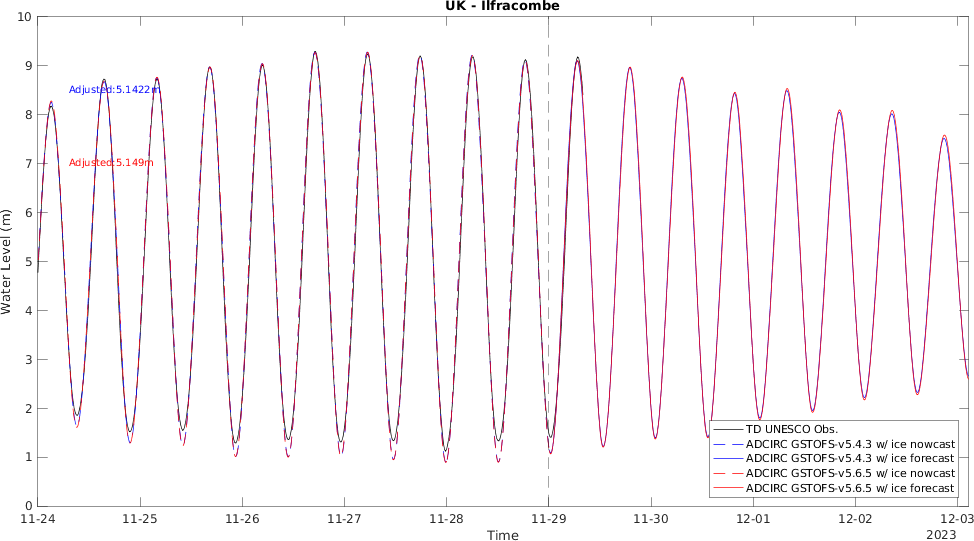 UK - Ilfracombe
10
9
8
7
6
5
4
3
2
1
0
Water Level (m)
Adjusted:5.1422m
Adjusted:5.149m
TD UNESCO Obs.
ADCIRC GSTOFS-v5.4.3 w/ ice nowcast
ADCIRC GSTOFS-v5.4.3 w/ ice forecast
ADCIRC GSTOFS-v5.6.5 w/ ice nowcast
ADCIRC GSTOFS-v5.6.5 w/ ice forecast
11-24 11-25 11-26 11-27 11-28 11-29 11-30 12-01 12-02 12-03
Time
2023